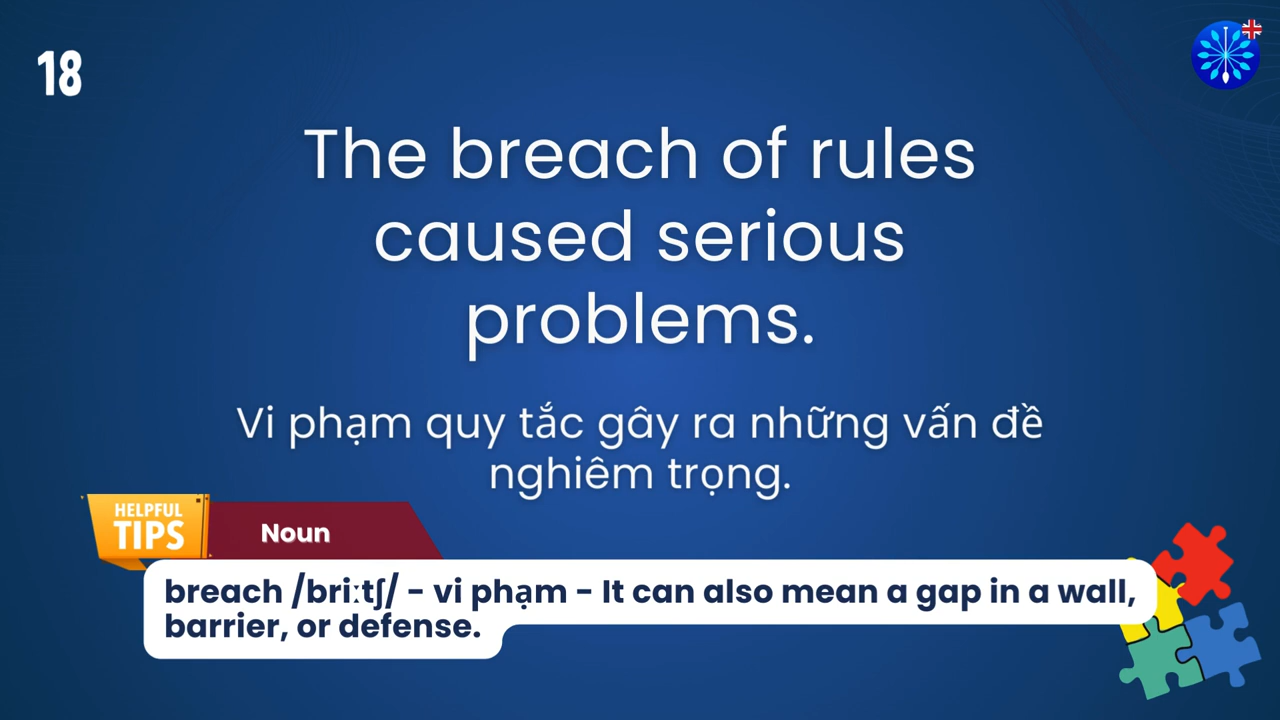 18
The breach of rules
caused serious
problems.
Vi phạm quy tắc gây ra những vấn đề
nghiêm trọng.
HELPFUL
TIPS
Noun
breach /briːtʃ/ - vi phạm - It can also mean a gap in a wall,
barrier, or defense.